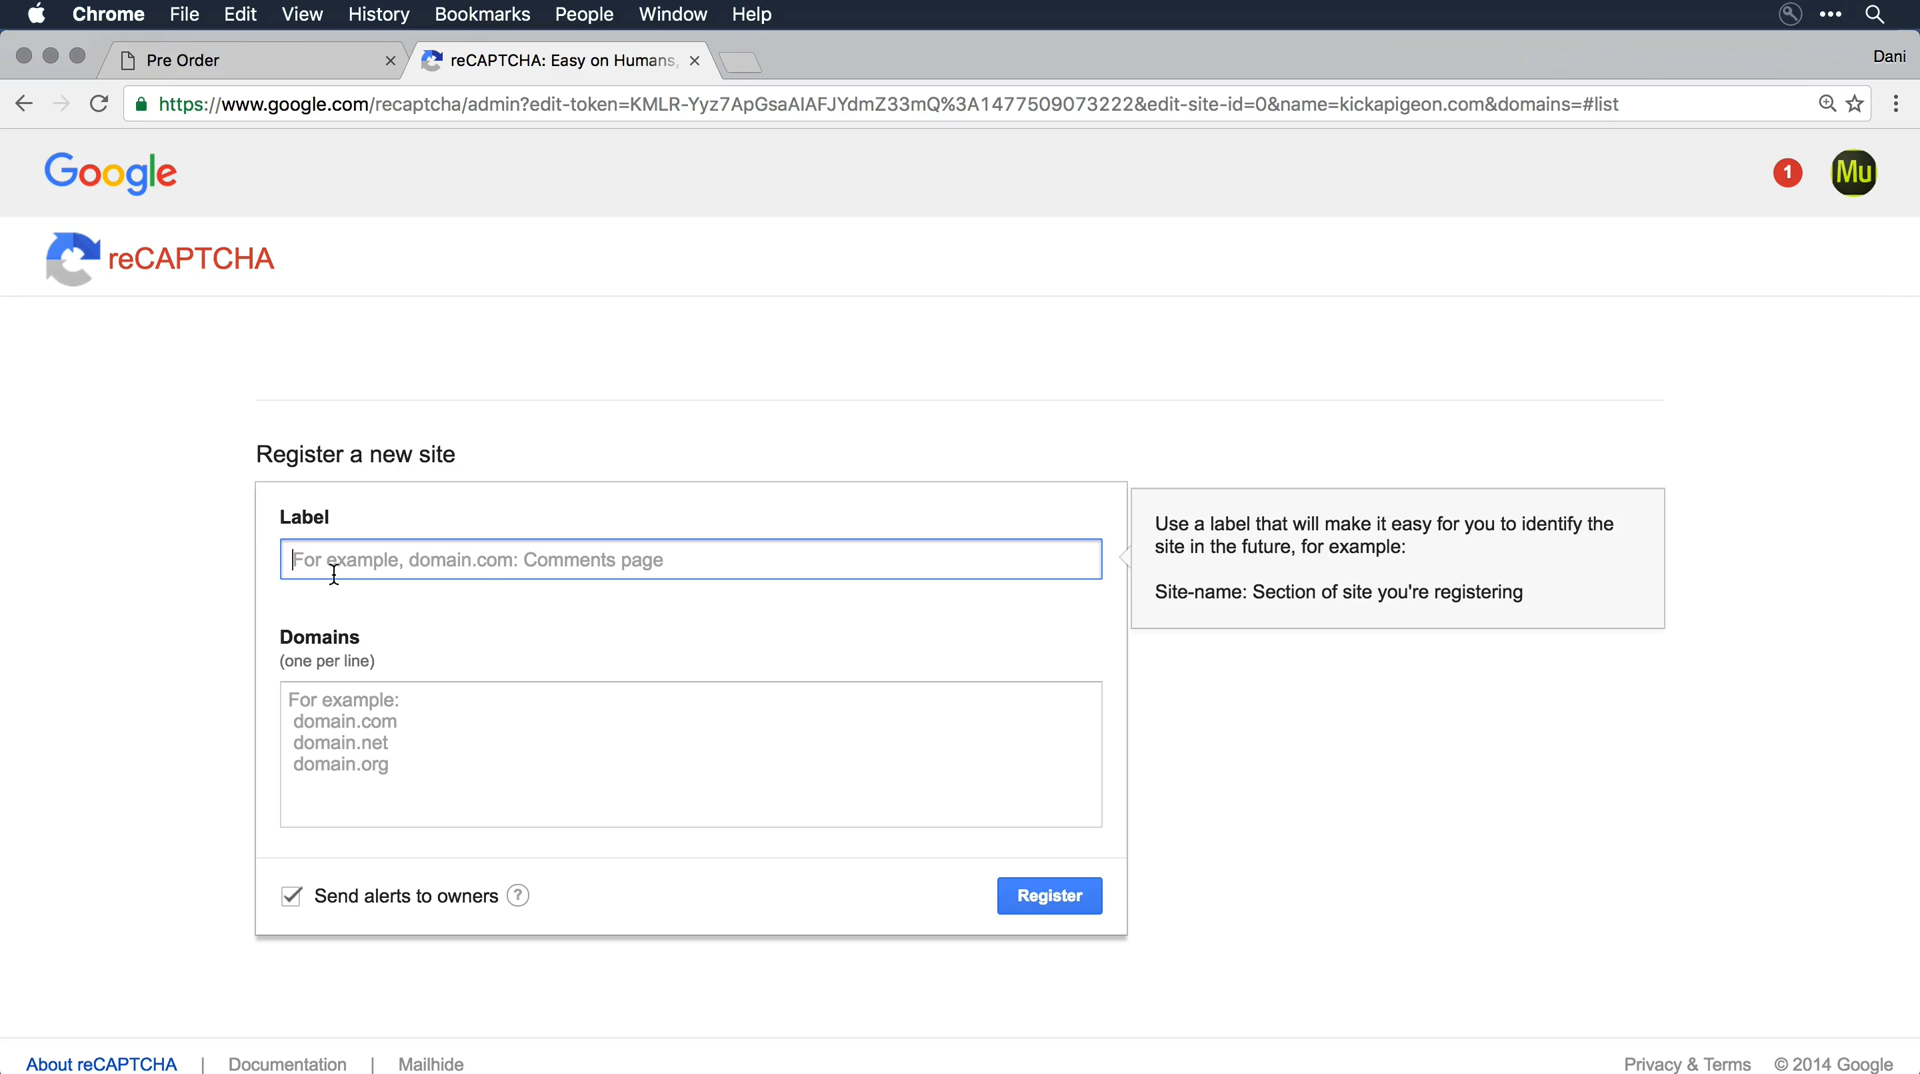 Chrome File Edit View History Bookmarks People Window Help
Pre Order
reCAPTCHA: Easy on Humans,
Dani
https://www.google.com/recaptcha/admin?edit-token=KMLR-Yyz7ApGsaAIAFJYdmZ33mQ%3A1477509073222&edit-site-id=0&name=kickapigeon.com&domains=#list
Google
1
Mu
reCAPTCHA
Register a new site
Label
For example, domain.com: Comments page
Use a label that will make it easy for you to identify the
site in the future, for example:
Site-name: Section of site you're registering
Domains
(one per line)
For example:
domain.com
domain.net
domain.org
Send alerts to owners ?
Register
About reCAPTCHA | Documentation | Mailhide
Privacy & Terms © 2014 Google